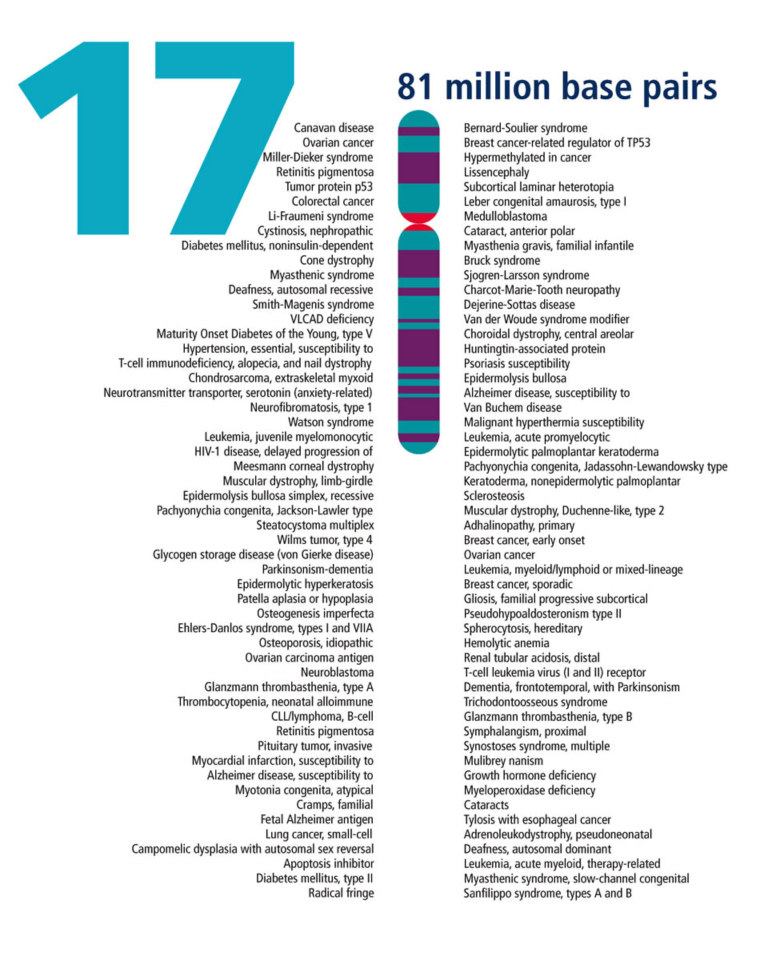 17
81 million base pairs
Canavan disease
Ovarian cancer
Miller-Dieker syndrome
Retinitis pigmentosa
Tumor protein p53
Colorectal cancer
Li-Fraumeni syndrome
Cystinosis, nephropathic
Diabetes mellitus, noninsulin-dependent
Cone dystrophy
Myasthenic syndrome
Deafness, autosomal recessive
Smith-Magenis syndrome
VLCAD deficiency
Maturity Onset Diabetes of the Young, type V
Hypertension, essential, susceptibility to
T-cell immunodeficiency, alopecia, and nail dystrophy
Chondrosarcoma, extraskeletal myxoid
Neurotransmitter transporter, serotonin (anxiety-related)
Neurofibromatosis, type 1
Watson syndrome
Leukemia, juvenile myelomonocytic
HIV-1 disease, delayed progression of
Meesmann corneal dystrophy
Muscular dystrophy, limb-girdle
Epidermolysis bullosa simplex, recessive
Pachyonychia congenita, Jackson-Lawler type
Steatocystoma multiplex
Wilms tumor, type 4
Glycogen storage disease (von Gierke disease)
Parkinsonism-dementia
Epidermolytic hyperkeratosis
Patella aplasia or hypoplasia
Osteogenesis imperfecta
Ehlers-Danlos syndrome, types I and VIIA
Osteoporosis, idiopathic
Ovarian carcinoma antigen
Neuroblastoma
Glanzmann thrombasthenia, type A
Thrombocytopenia, neonatal alloimmune
CLL/lymphoma, B-cell
Retinitis pigmentosa
Pituitary tumor, invasive
Myocardial infarction, susceptibility to
Alzheimer disease, susceptibility to
Myotonia congenita, atypical
Cramps, familial
Fetal Alzheimer antigen
Lung cancer, small-cell
Campomelic dysplasia with autosomal sex reversal
Apoptosis inhibitor
Diabetes mellitus, type II
Radical fringe
Bernard-Soulier syndrome
Breast cancer-related regulator of TP53
Hypermethylated in cancer
Lissencephaly
Subcortical laminar heterotopia
Leber congenital amaurosis, type I
Medulloblastoma
Cataract, anterior polar
Myasthenia gravis, familial infantile
Bruck syndrome
Sjogren-Larsson syndrome
Charcot-Marie-Tooth neuropathy
Dejerine-Sottas disease
Van der Woude syndrome modifier
Choroidal dystrophy, central areolar
Huntingtin-associated protein
Psoriasis susceptibility
Epidermolysis bullosa
Alzheimer disease, susceptibility to
Van Buchem disease
Malignant hyperthermia susceptibility
Leukemia, acute promyelocytic
Epidermolytic palmoplantar keratoderma
Pachyonychia congenita, Jadassohn-Lewandowsky type
Keratoderma, nonepidermolytic palmoplantar
Sclerosteosis
Muscular dystrophy, Duchenne-like, type 2
Adhalinopathy, primary
Breast cancer, early onset
Ovarian cancer
Leukemia, myeloid/lymphoid or mixed-lineage
Breast cancer, sporadic
Gliosis, familial progressive subcortical
Pseudohypoaldosteronism type II
Spherocytosis, hereditary
Hemolytic anemia
Renal tubular acidosis, distal
T-cell leukemia virus (I and II) receptor
Dementia, frontotemporal, with Parkinsonism
Trichodontoosseous syndrome
Glanzmann thrombasthenia, type B
Symphalangism, proximal
Synostoses syndrome, multiple
Mulibrey nanism
Growth hormone deficiency
Myeloperoxidase deficiency
Cataracts
Tylosis with esophageal cancer
Adrenoleukodystrophy, pseudoneonatal
Deafness, autosomal dominant
Leukemia, acute myeloid, therapy-related
Myasthenic syndrome, slow-channel congenital
Sanfilippo syndrome, types A and B